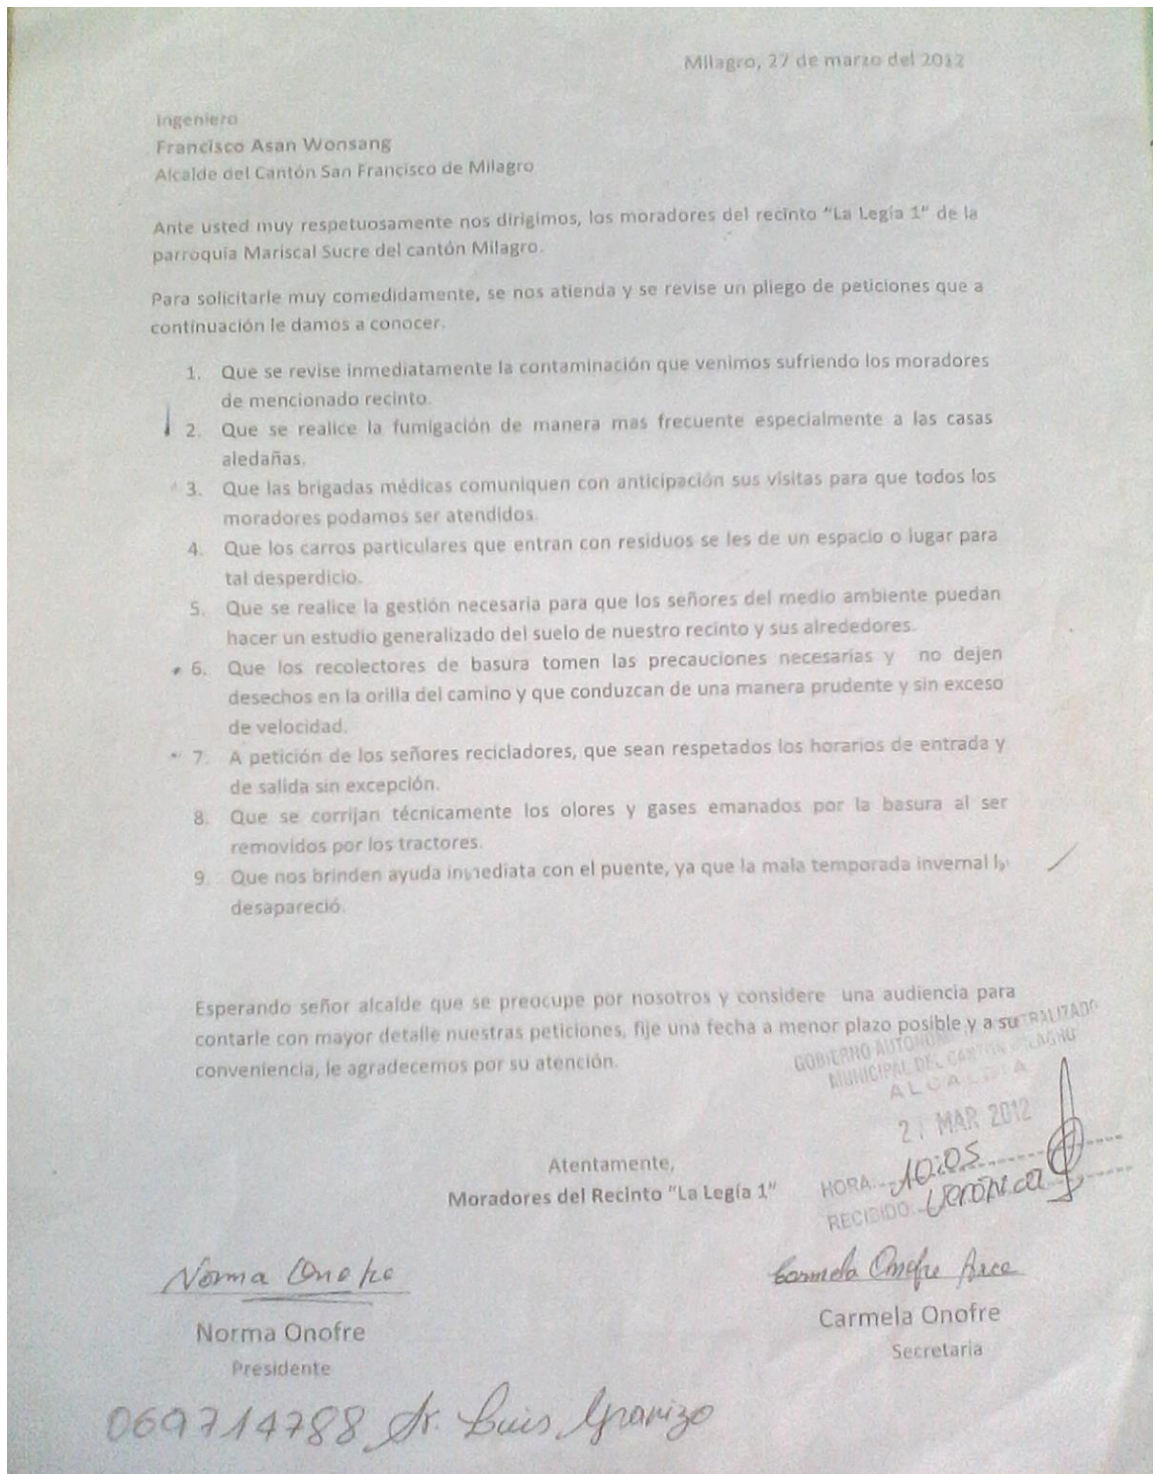 Milagro, 27 de marzo del 2012
Ingeniero
Francisco Asan Wonsang
Alcalde del Cantón San Francisco de Milagro
Ante usted muy respetuosamente nos dirigimos, los moradores del recinto "La Legía 1" de la
parroquia Mariscal Sucre del cantón Milagro.
Para solicitarle muy comedidamente, se nos atienda y se revise un pliego de peticiones que a
continuación le damos a conocer.
1. Que se revise inmediatamente la contaminación que venimos sufriendo los moradores
de mencionado recinto.
2. Que se realice la fumigación de manera mas frecuente especialmente a las casas
aledañas.
3. Que las brigadas médicas comuniquen con anticipación sus visitas para que todos los
moradores podamos ser atendidos.
4. Que los carros particulares que entran con residuos se les de un espacio o lugar para
tal desperdicio.
5. Que se realice la gestión necesaria para que los señores del medio ambiente puedan
hacer un estudio generalizado del suelo de nuestro recinto y sus alrededores.
6. Que los recolectores de basura tomen las precauciones necesarias y no dejen
desechos en la orilla del camino y que conduzcan de una manera prudente y sin exceso
de velocidad.
7. A petición de los señores recicladores, que sean respetados los horarios de entrada y
de salida sin excepción.
8. Que se corrijan técnicamente los olores y gases emanados por la basura al ser
removidos por los tractores.
9. Que nos brinden ayuda inmediata con el puente, ya que la mala temporada invernal
desapareció.
Esperando señor alcalde que se preocupe por nosotros y considere una audiencia para
contarle con mayor detalle nuestras peticiones, fije una fecha a menor plazo posible y a su
conveniencia, le agradecemos por su atención.
GOBIERNO AUTONOMO DESCENTRALIZADO
MUNICIPAL DEL CANTON MILAGRO
ALCALDIA
27 MAR 2012
HORA: 10:05
RECIBIDO: Verónica
Atentamente,
Moradores del Recinto "La Legía 1"
Norma Onofre
Carmela Onofre Arce
Norma Onofre
Carmela Onofre
Presidente
Secretaria
069714788 Sr. Luis